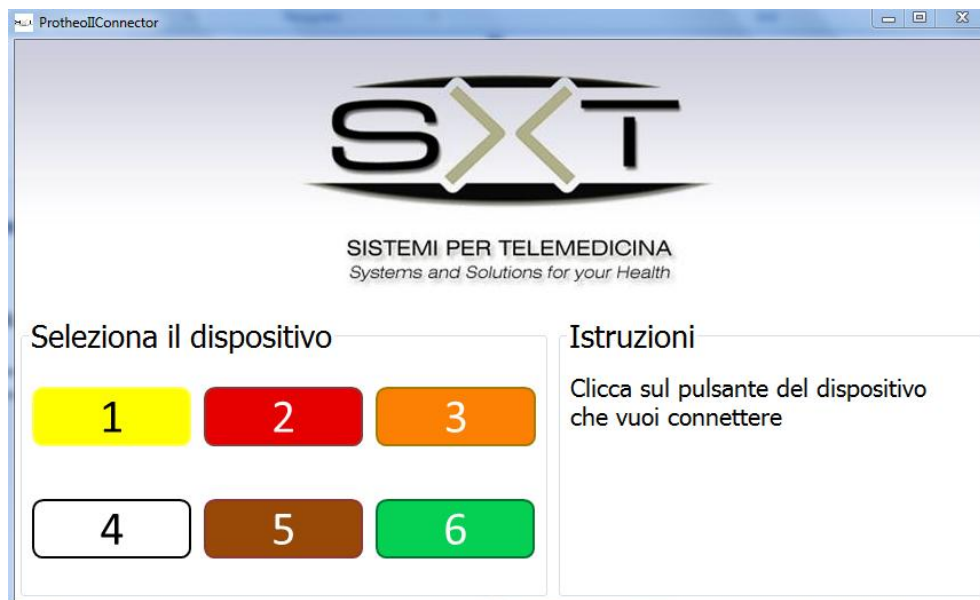 ProtheoIIConnector
SXT
SISTEMI PER TELEMEDICINA
Systems and Solutions for your Health
Seleziona il dispositivo
1 2 3
4 5 6
Istruzioni
Clicca sul pulsante del dispositivo
che vuoi connettere